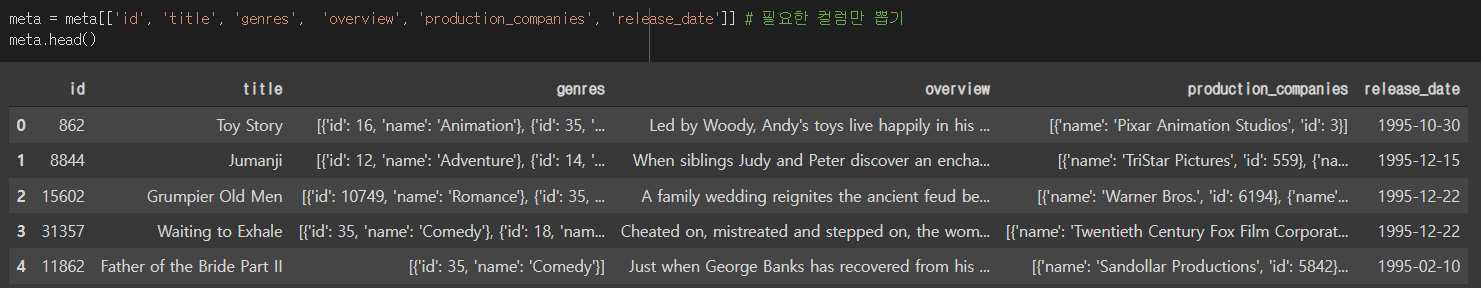 meta = meta[['id', 'title', 'genres',  'overview', 'production_companies', 'release_date']] # 필요한 컬럼만 뽑기
meta.head()
id title genres overview production_companies release_date
0 862 Toy Story [{'id': 16, 'name': 'Animation'}, {'id': 35, '... Led by Woody, Andy's toys live happily in his ... [{'name': 'Pixar Animation Studios', 'id': 3}] 1995-10-30
1 8844 Jumanji [{'id': 12, 'name': 'Adventure'}, {'id': 14, '... When siblings Judy and Peter discover an encha... [{'name': 'TriStar Pictures', 'id': 559}, {'na... 1995-12-15
2 15602 Grumpier Old Men [{'id': 10749, 'name': 'Romance'}, {'id': 35, ... A family wedding reignites the ancient feud be... [{'name': 'Warner Bros.', 'id': 6194}, {'name'... 1995-12-22
3 31357 Waiting to Exhale [{'id': 35, 'name': 'Comedy'}, {'id': 18, 'nam... Cheated on, mistreated and stepped on, the wom... [{'name': 'Twentieth Century Fox Film Corporat... 1995-12-22
4 11862 Father of the Bride Part II [{'id': 35, 'name': 'Comedy'}] Just when George Banks has recovered from his ... [{'name': 'Sandollar Productions', 'id': 5842}... 1995-02-10